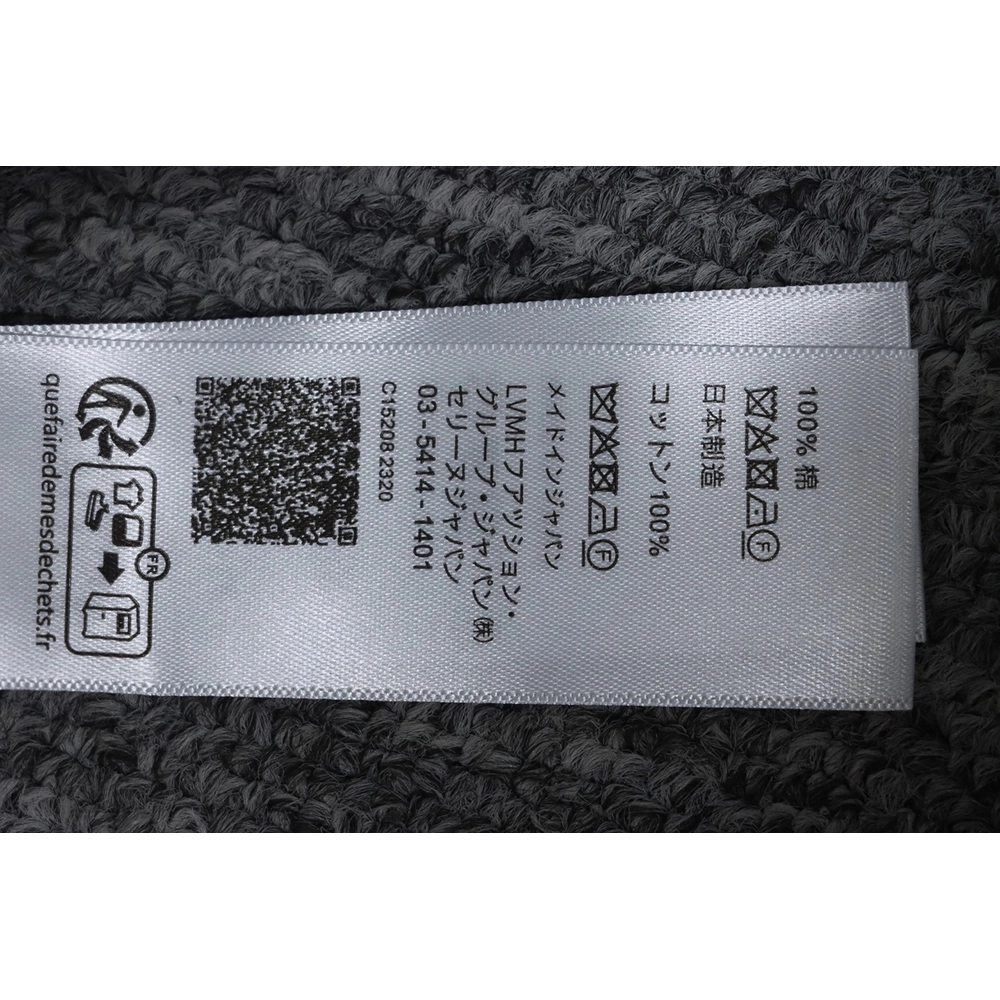 100% 棉
日本制造
コットン100%
メイドインジャパン
LVMHフアッション・
グループ・ジャパン㈱
セリーヌジャパン
03-5414-1401
C15208 2320
FR
quefairedemesdechets.fr